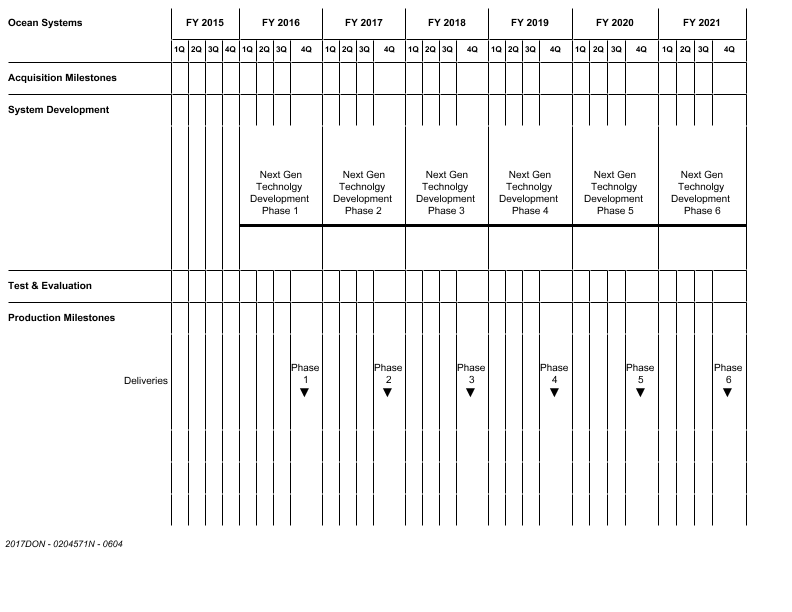 Ocean Systems FY 2015 FY 2016 FY 2017 FY 2018 FY 2019 FY 2020 FY 2021
1Q 2Q 3Q 4Q 1Q 2Q 3Q 4Q 1Q 2Q 3Q 4Q 1Q 2Q 3Q 4Q 1Q 2Q 3Q 4Q 1Q 2Q 3Q 4Q 1Q 2Q 3Q 4Q
Acquisition Milestones
System Development
Next Gen Next Gen Next Gen Next Gen Next Gen Next Gen
Technolgy Technolgy Technolgy Technolgy Technolgy Technolgy
Development Development Development Development Development Development
Phase 1 Phase 2 Phase 3 Phase 4 Phase 5 Phase 6
Test & Evaluation
Production Milestones
Phase Phase Phase Phase Phase Phase
Deliveries 1 2 3 4 5 6
2017DON - 0204571N - 0604